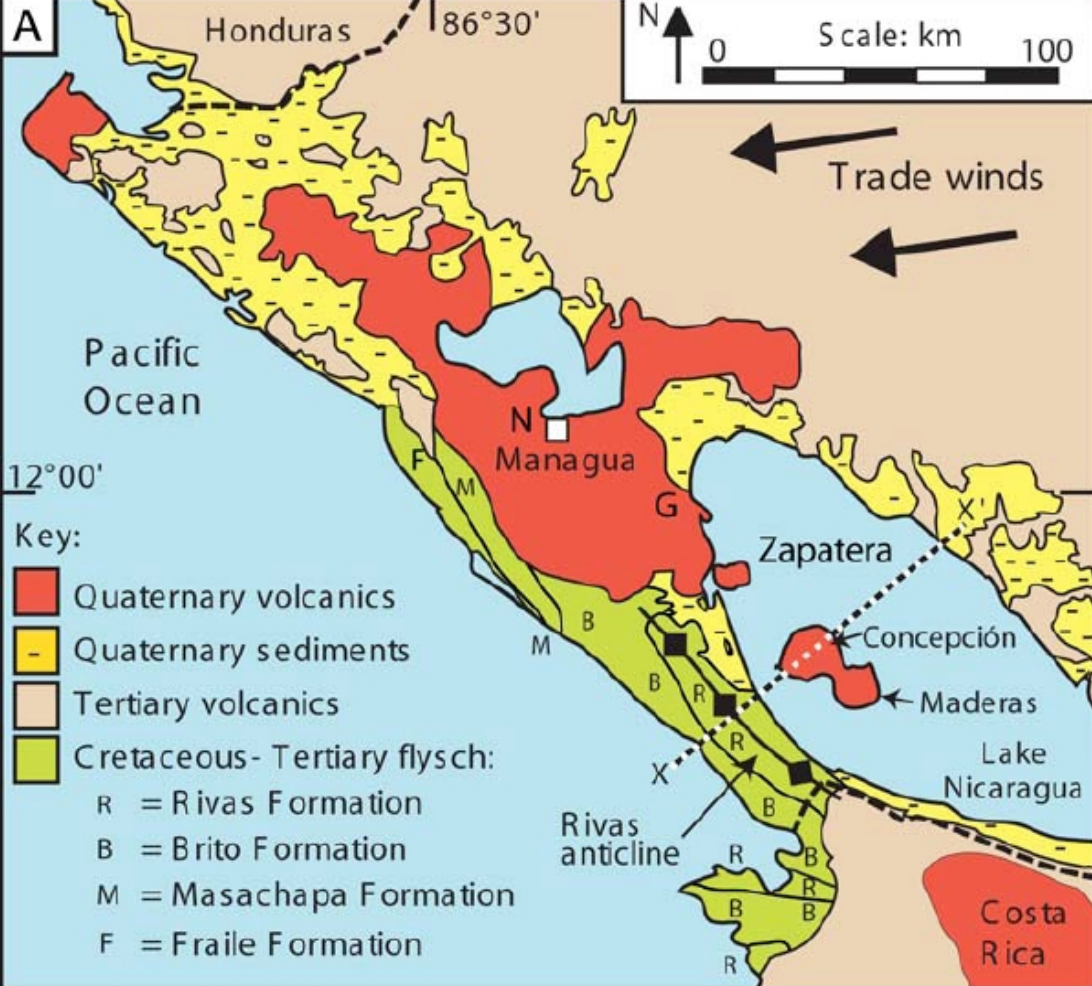 A
Honduras
86°30'
N
Scale: km
0
100
Trade winds
Pacific
Ocean
N
Managua
12°00'
F
M
G
X'
Zapatera
Key:
Quaternary volcanics
- Quaternary sediments
Tertiary volcanics
Cretaceous- Tertiary flysch:
R = Rivas Formation
B = Brito Formation
M = Masachapa Formation
F = Fraile Formation
B
M
Concepción
B
R
Maderas
R
X
Lake
Nicaragua
B
Rivas
anticline
R
B
R
B
B
R
Costa
Rica